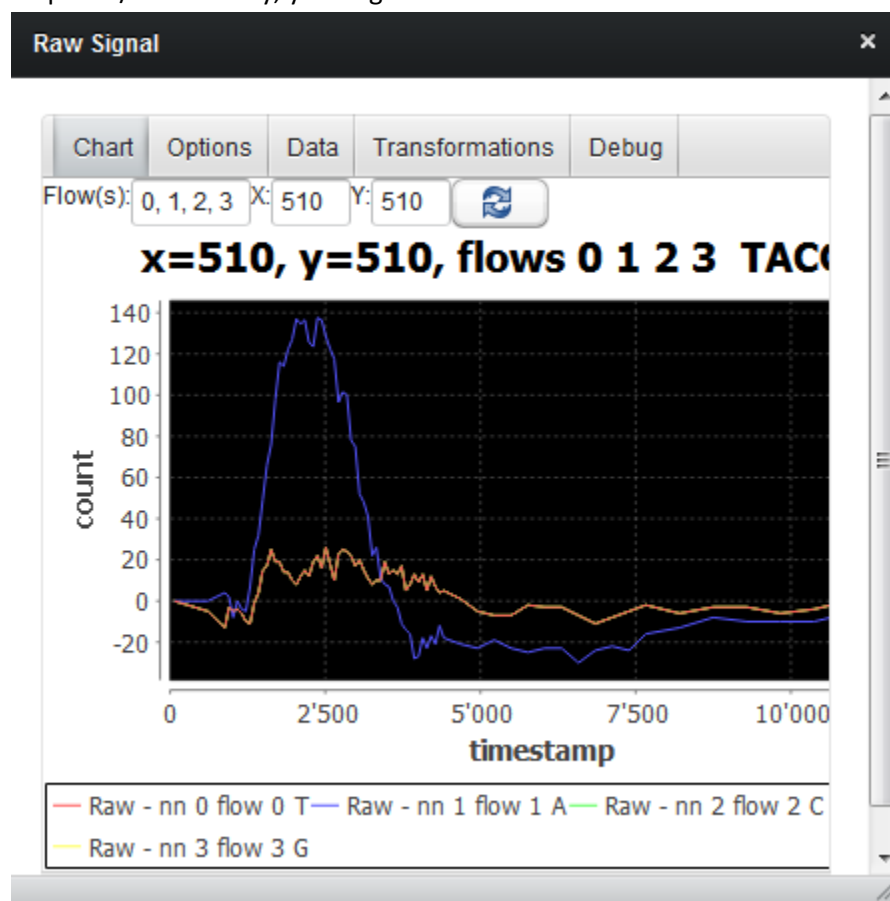 Raw Signal ×
Chart Options Data Transformations Debug
Flow(s): 0, 1, 2, 3 X: 510 Y: 510
x=510, y=510, flows 0 1 2 3 TAC
140
120
100
80
60
40
20
0
-20
count
0 2'500 5'000 7'500 10'000
timestamp
Raw - nn 0 flow 0 T Raw - nn 1 flow 1 A Raw - nn 2 flow 2 C
Raw - nn 3 flow 3 G